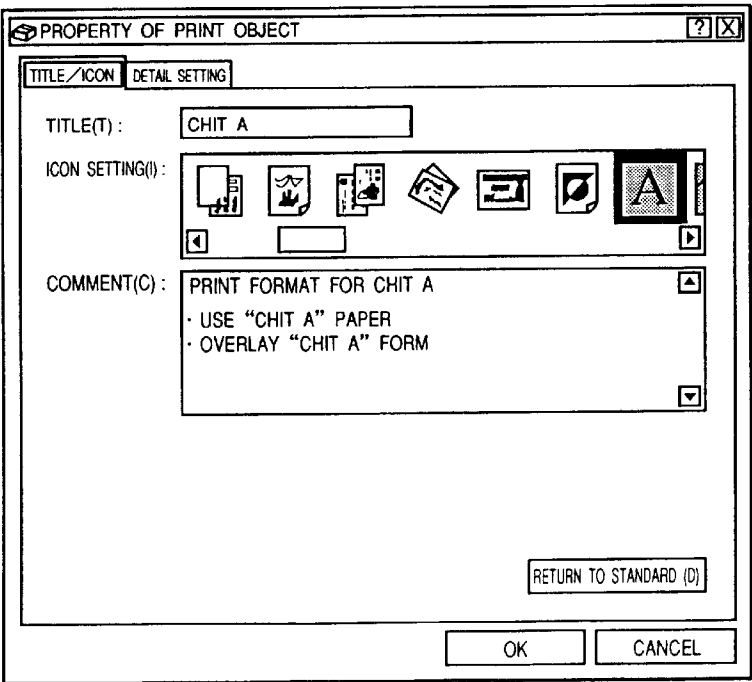 PROPERTY OF PRINT OBJECT ? X
TITLE/ICON DETAIL SETTING
TITLE(T) : CHIT A
ICON SETTING(I) : A
COMMENT(C) : PRINT FORMAT FOR CHIT A
· USE “CHIT A” PAPER
· OVERLAY “CHIT A” FORM
RETURN TO STANDARD (D)
OK CANCEL